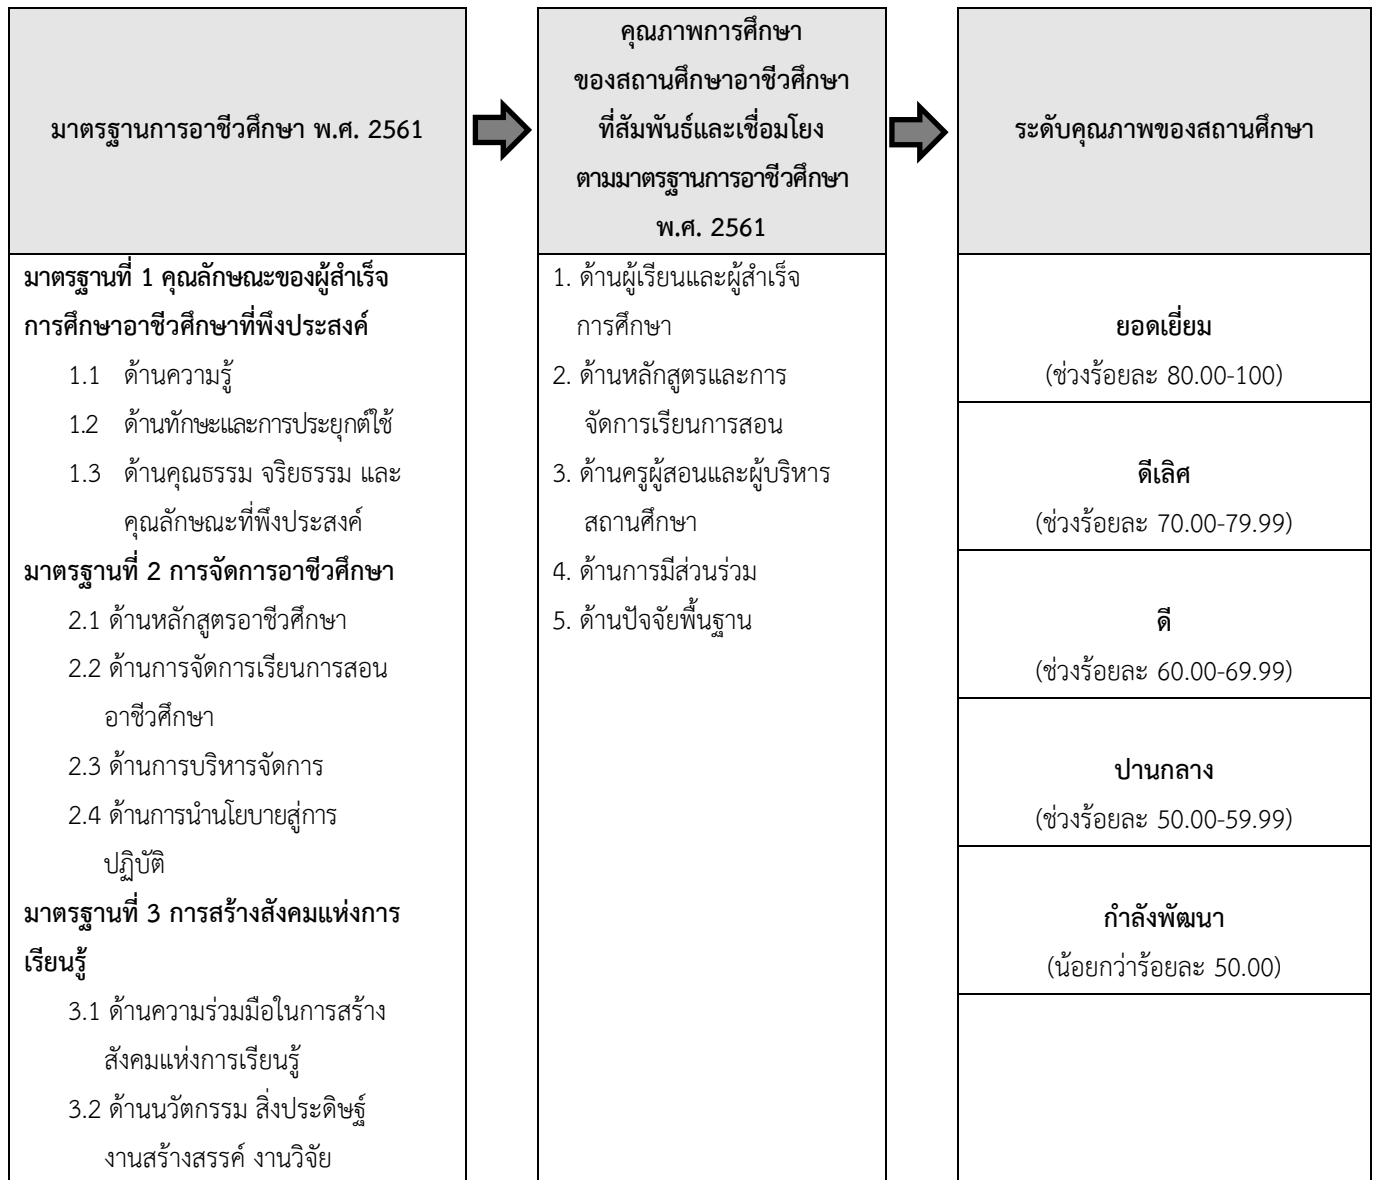 มาตรฐานการอาชีวศึกษา พ.ศ. 2561
คุณภาพการศึกษา
ของสถานศึกษาอาชีวศึกษา
ที่สัมพันธ์และเชื่อมโยง
ตามมาตรฐานการอาชีวศึกษา
พ.ศ. 2561
ระดับคุณภาพของสถานศึกษา
มาตรฐานที่ 1 คุณลักษณะของผู้สำเร็จ
การศึกษาอาชีวศึกษาที่พึงประสงค์
1.1 ด้านความรู้
1.2 ด้านทักษะและการประยุกต์ใช้
1.3 ด้านคุณธรรม จริยธรรม และ
คุณลักษณะที่พึงประสงค์
มาตรฐานที่ 2 การจัดการอาชีวศึกษา
2.1 ด้านหลักสูตรอาชีวศึกษา
2.2 ด้านการจัดการเรียนการสอน
อาชีวศึกษา
2.3 ด้านการบริหารจัดการ
2.4 ด้านการนำนโยบายสู่การ
ปฏิบัติ
มาตรฐานที่ 3 การสร้างสังคมแห่งการ
เรียนรู้
3.1 ด้านความร่วมมือในการสร้าง
สังคมแห่งการเรียนรู้
3.2 ด้านนวัตกรรม สิ่งประดิษฐ์
งานสร้างสรรค์ งานวิจัย
1. ด้านผู้เรียนและผู้สำเร็จ
การศึกษา
2. ด้านหลักสูตรและการ
จัดการเรียนการสอน
3. ด้านครูผู้สอนและผู้บริหาร
สถานศึกษา
4. ด้านการมีส่วนร่วม
5. ด้านปัจจัยพื้นฐาน
ยอดเยี่ยม
(ช่วงร้อยละ 80.00-100)
ดีเลิศ
(ช่วงร้อยละ 70.00-79.99)
ดี
(ช่วงร้อยละ 60.00-69.99)
ปานกลาง
(ช่วงร้อยละ 50.00-59.99)
กำลังพัฒนา
(น้อยกว่าร้อยละ 50.00)